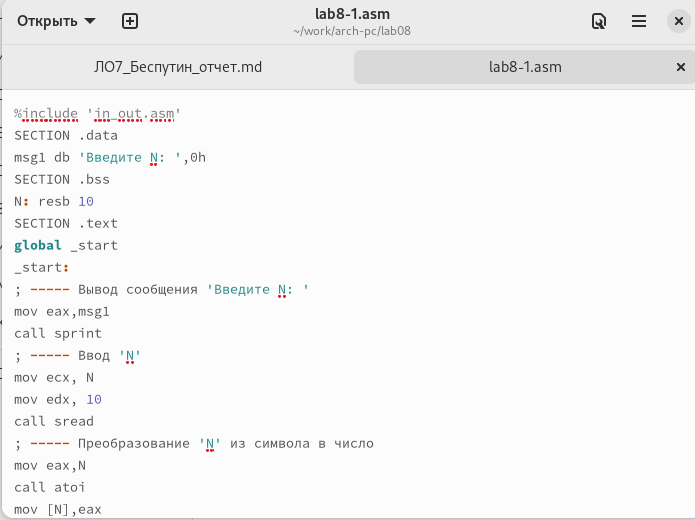 Открыть
lab8-1.asm
~/work/arch-pc/lab08
ЛО7_Беспутин_отчет.md
lab8-1.asm
%include 'in_out.asm'
SECTION .data
msg1 db 'Введите N: ',0h
SECTION .bss
N: resb 10
SECTION .text
global _start
_start:
; ----- Вывод сообщения 'Введите N: '
mov eax,msg1
call sprint
; ----- Ввод 'N'
mov ecx, N
mov edx, 10
call sread
; ----- Преобразование 'N' из символа в число
mov eax,N
call atoi
mov [N],eax